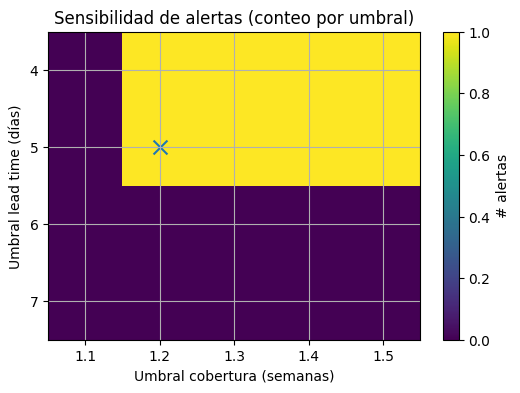 Sensibilidad de alertas (conteo por umbral)
Umbral lead time (días)
4
5
6
7
1.1 1.2 1.3 1.4 1.5
Umbral cobertura (semanas)
1.0
0.8
0.6
0.4
0.2
0.0
# alertas